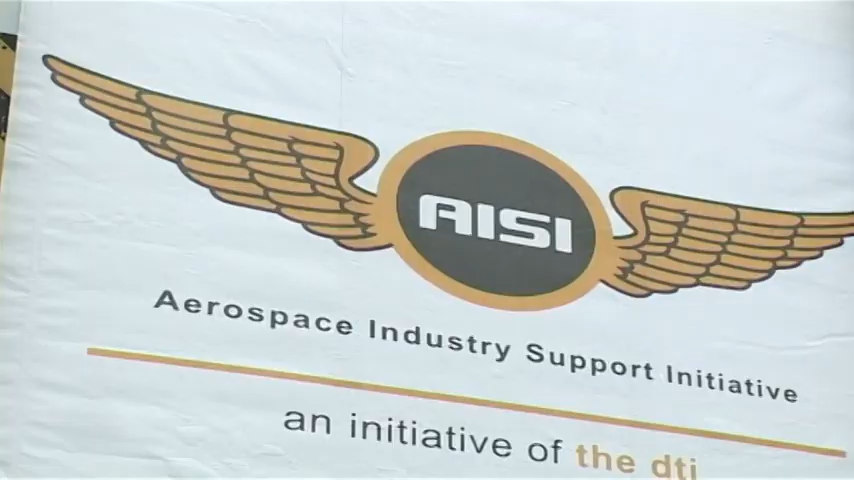 AISI
Aerospace Industry Support Initiative
an initiative of the dti